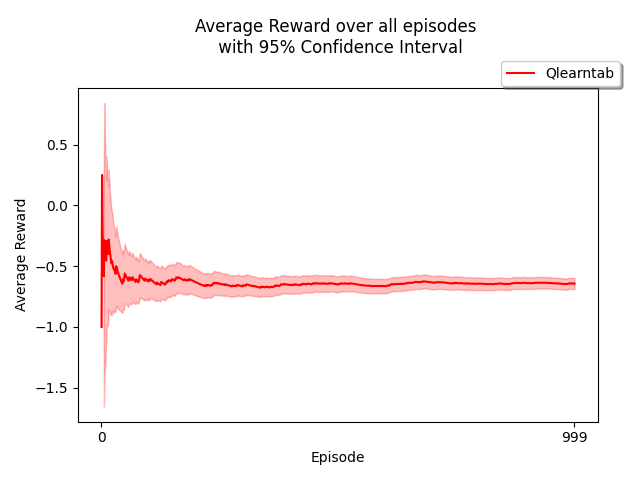 Average Reward over all episodes
with 95% Confidence Interval
Qlearntab
0.5
0.0
−0.5
−1.0
−1.5
Average Reward
0
999
Episode